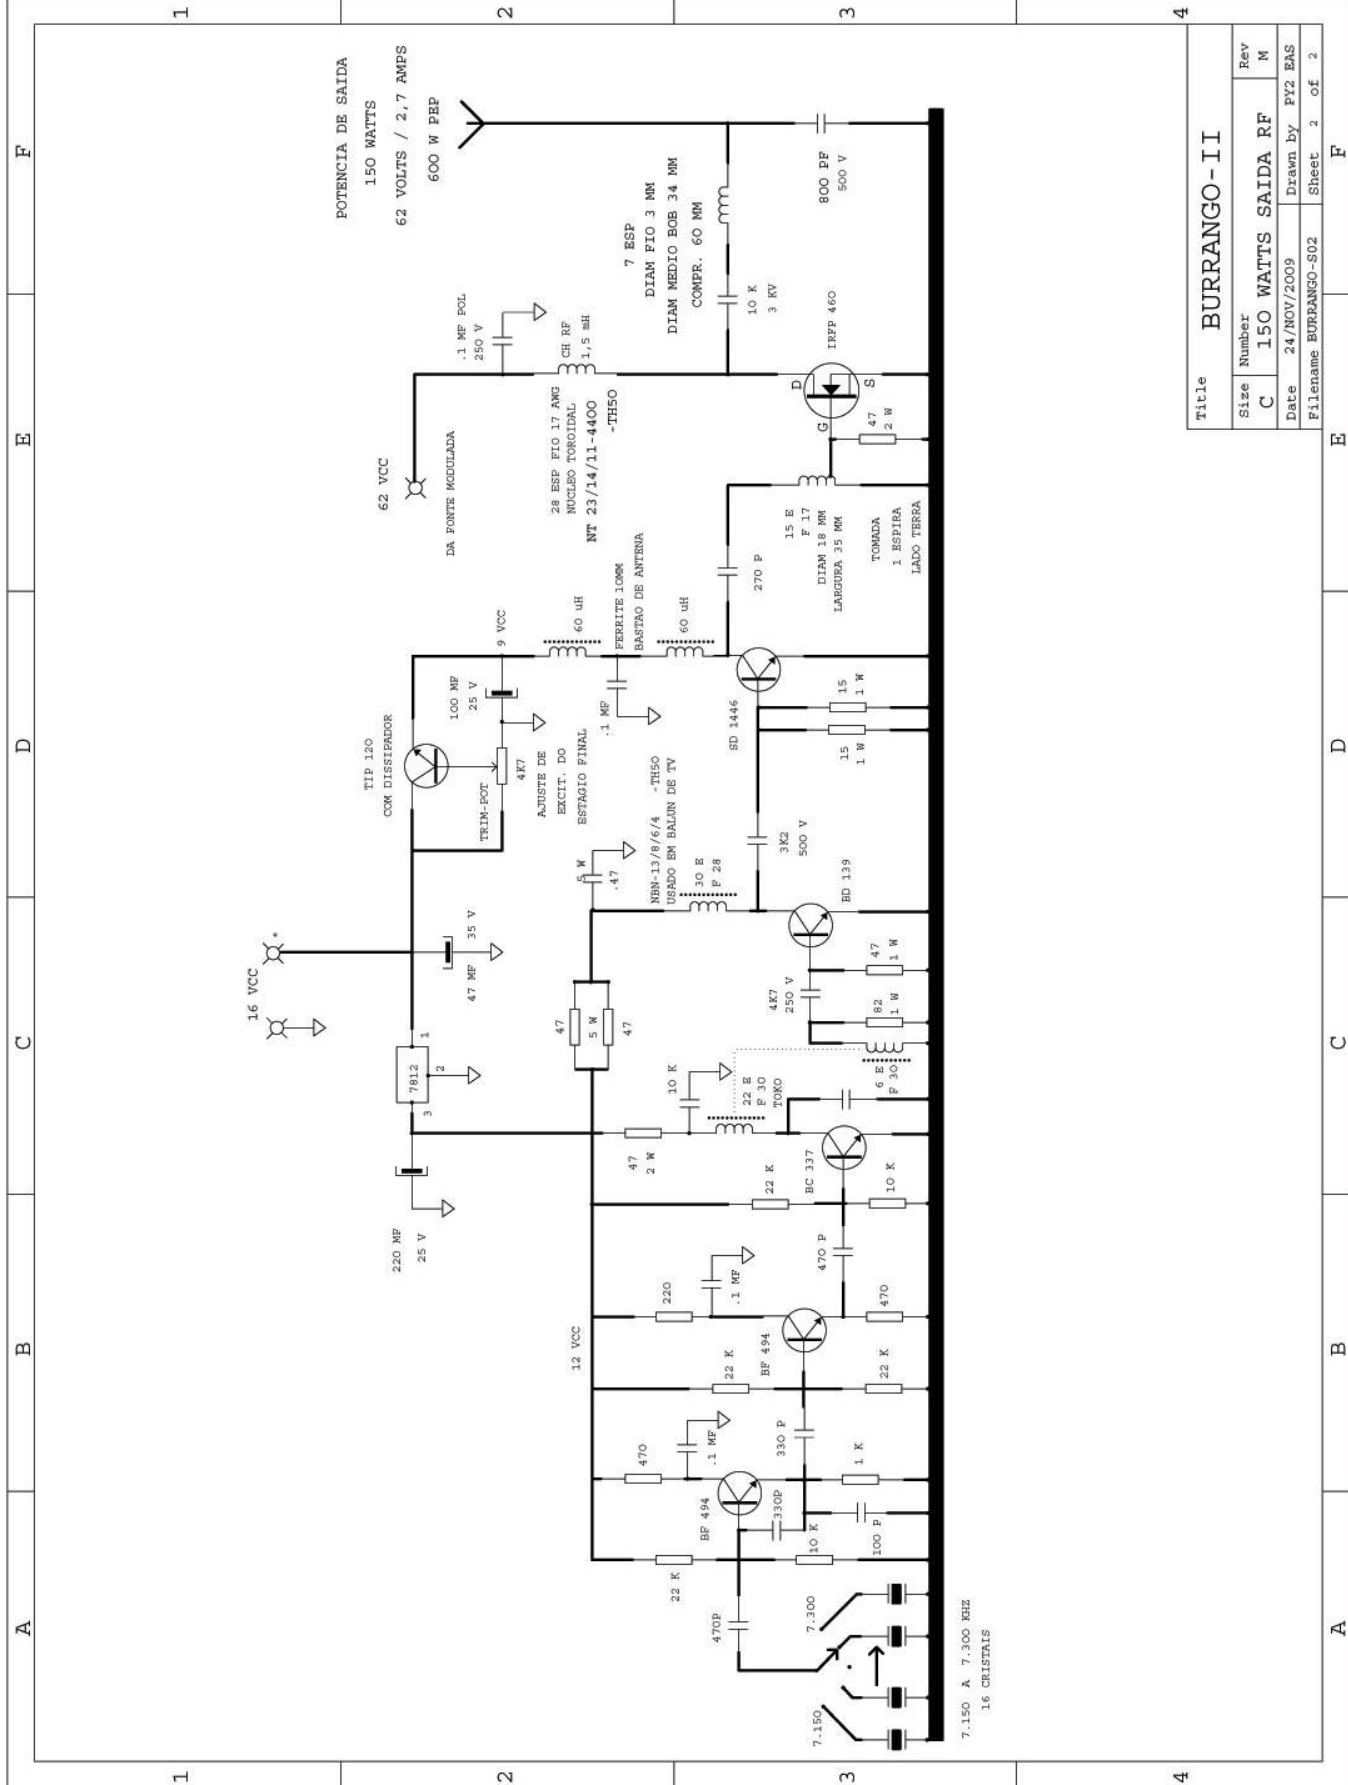 A
B
C
D
E
F
1
2
3
4
POTENCIA DE SAIDA
150 WATTS
62 VOLTS / 2,7 AMPS
600 W PEP
16 VCC
+
7812
1
2
3
220 MF
25 V
47 MF
35 V
TIP 120
COM DISSIPADOR
TRIM-POT
4K7
AJUSTE DE
EXCIT. DO
ESTAGIO FINAL
100 MF
25 V
9 VCC
60 uH
FERRITE 10MM
BASTAO DE ANTENA
.1 MF
60 uH
62 VCC
DA FONTE MODULADA
.1 MF POL
250 V
CH RF
1,5 mH
28 ESP FIO 17 AWG
NUCLEO TOROIDAL
NT 23/14/11-4400
-TH50
7 ESP
DIAM FIO 3 MM
DIAM MEDIO BOB 34 MM
COMPR. 60 MM
10 K
3 KV
800 PF
500 V
IRFP 460
D
G
S
47
2 W
270 P
15 E
F 17
DIAM 18 MM
LARGURA 35 MM
TOMADA
1 ESPIRA
LADO TERRA
SD 1446
15
1 W
15
1 W
3K2
500 V
5 W
.47
NBN-13/8/6/4 -TH50
USADO EM BALUN DE TV
30 E
F 28
BD 139
47
5 W
47
4K7
250 V
47
1 W
82
1 W
6 E
F 30
10 K
22 E
F 30
TOKO
47
2 W
BC 337
22 K
10 K
470 P
12 VCC
220
.1 MF
BF 494
470
22 K
22 K
470
.1 MF
BF 494
330 P
330P
1 K
100 P
22 K
10 K
470P
7.300
7.150
7.150 A 7.300 KHZ
16 CRISTAIS
Title
BURRANGO-II
Size Number Rev
C 150 WATTS SAIDA RF M
Date 24/NOV/2009 Drawn by PY2 EAS
Filename BURRANGO-S02 Sheet 2 of 2
A
B
C
D
E
F
1
2
3
4